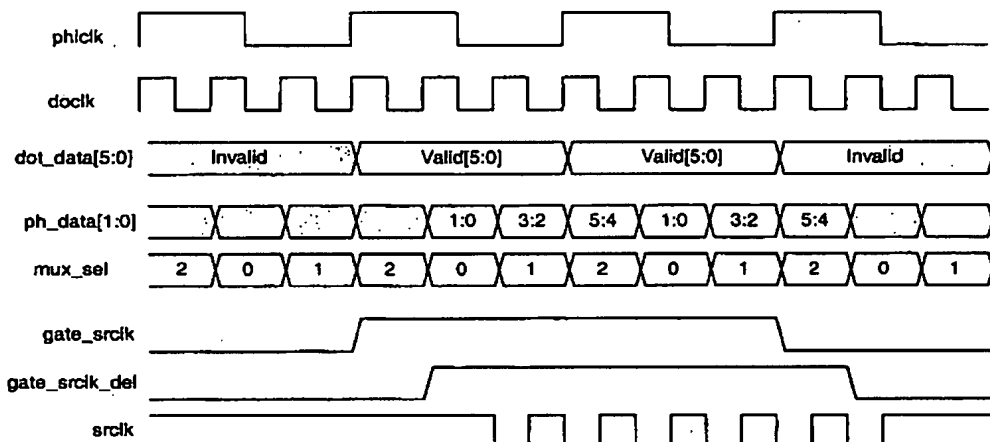 phiclk
doclk
dot_data[5:0] Invalid Valid[5:0] Valid[5:0] Invalid
ph_data[1:0] 1:0 3:2 5:4 1:0 3:2 5:4
mux_sel 2 0 1 2 0 1 2 0 1 2 0 1
gate_srclk
gate_srclk_del
srclk